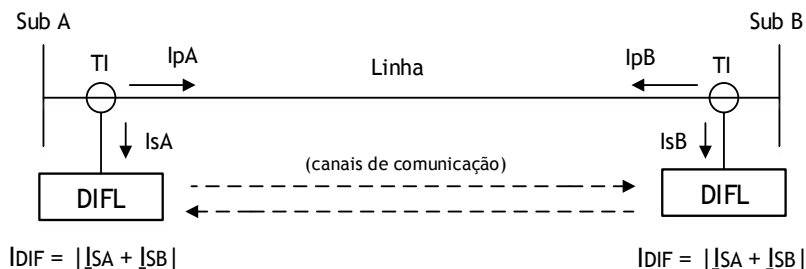 Sub A
Sub B
TI
IpA
Linha
IpB
TI
IsA
(canais de comunicação)
IsB
DIFL
DIFL
IDIF = |ISA + ISB|
IDIF = |ISA + ISB|